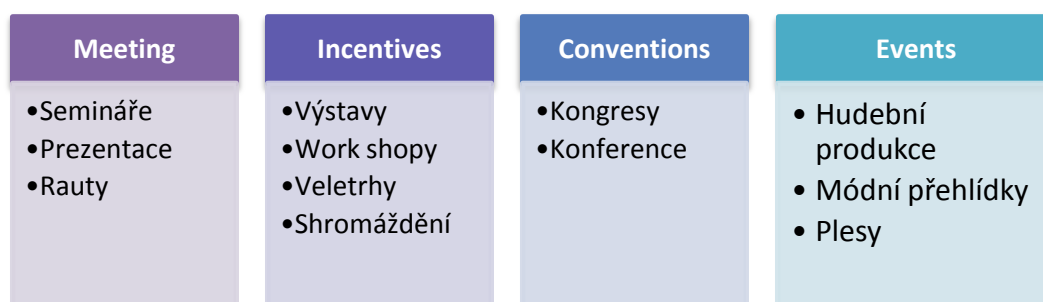 Meeting
•Semináře
•Prezentace
•Rauty
Incentives
•Výstavy
•Work shopy
•Veletrhy
•Shromáždění
Conventions
•Kongresy
•Konference
Events
• Hudební
produkce
• Módní přehlídky
• Plesy